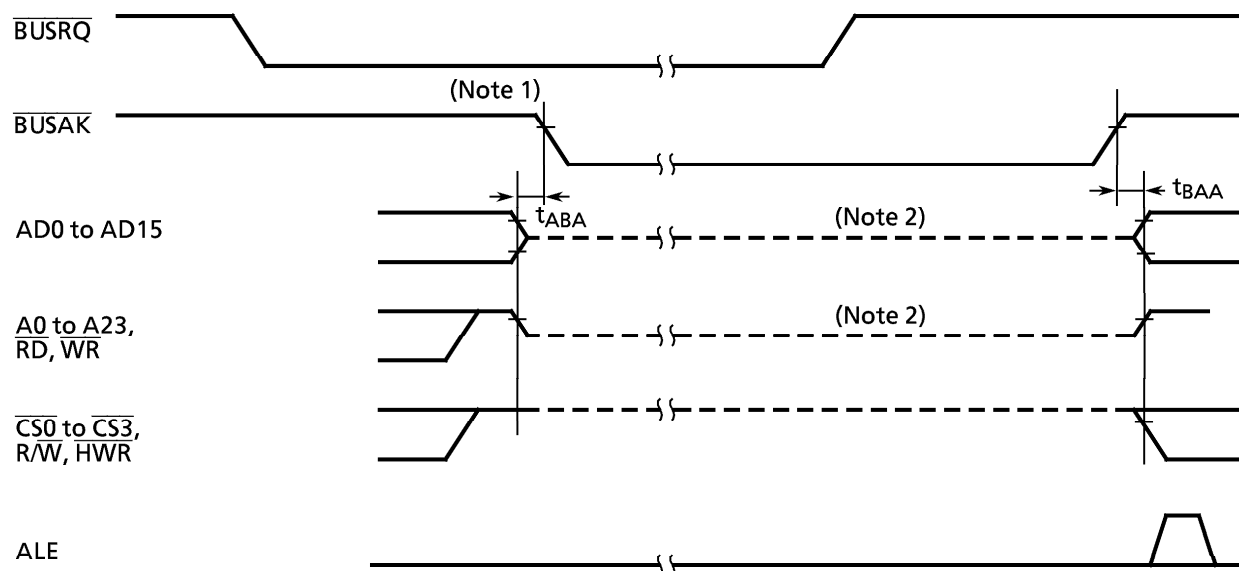 BUSRQ
(Note 1)
BUSAK
tABA
tBAA
AD0 to AD15
(Note 2)
A0 to A23,
RD, WR
(Note 2)
CS0 to CS3,
R/W, HWR
ALE